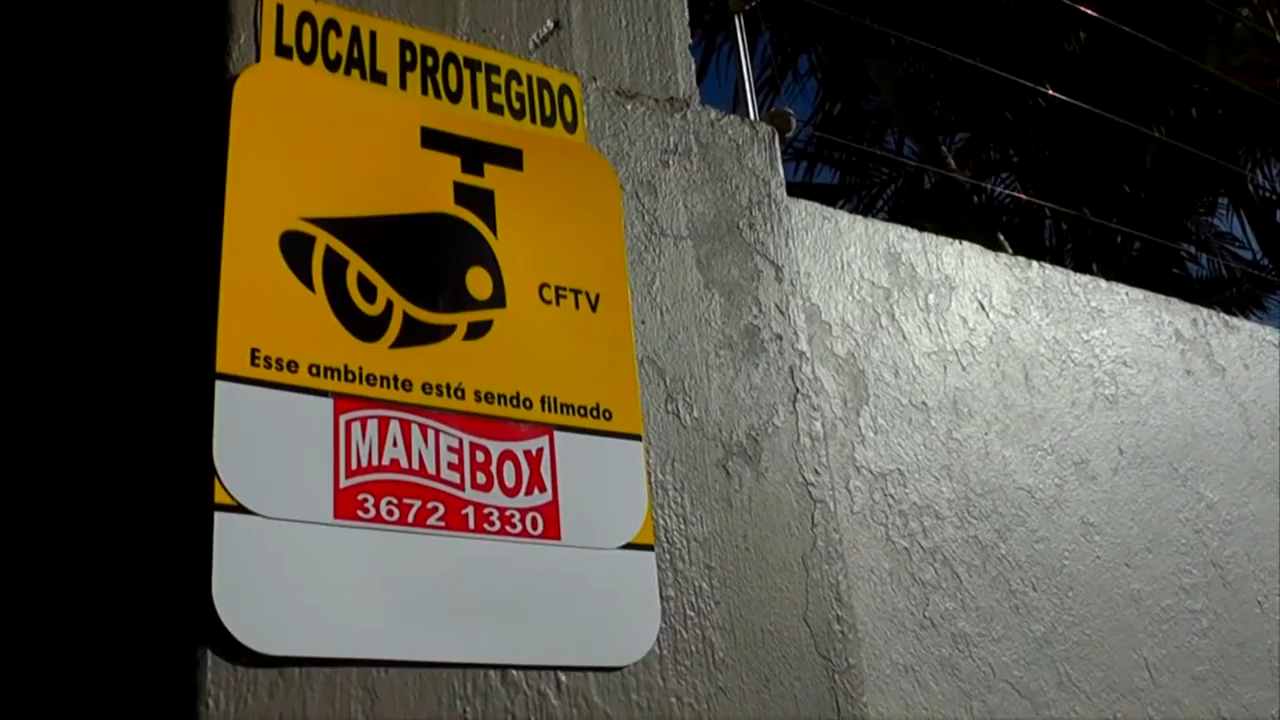 LOCAL PROTEGIDO
CFTV
Esse ambiente está sendo filmado
MANEBOX
3672 1330